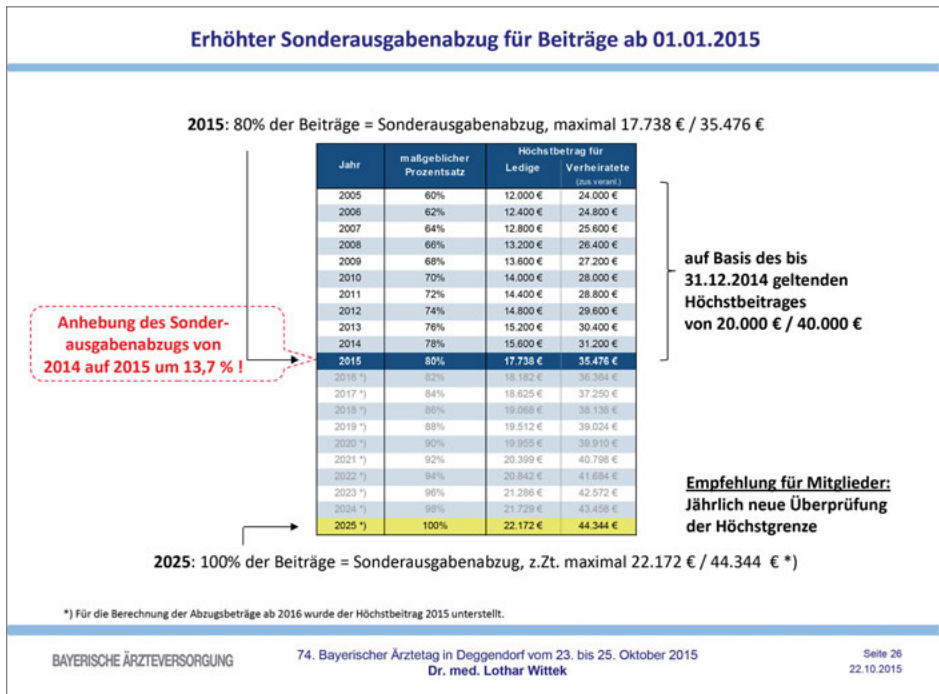 Erhöhter Sonderausgabenabzug für Beiträge ab 01.01.2015
2015: 80% der Beiträge = Sonderausgabenabzug, maximal 17.738 € / 35.476 €
Jahr maßgeblicher Prozentsatz Höchstbetrag für
Ledige Verheiratete
(zus.veranl.)
2005 60% 12.000 € 24.000 €
2006 62% 12.400 € 24.800 €
2007 64% 12.800 € 25.600 €
2008 66% 13.200 € 26.400 €
2009 68% 13.600 € 27.200 €
2010 70% 14.000 € 28.000 €
2011 72% 14.400 € 28.800 €
2012 74% 14.800 € 29.600 €
2013 76% 15.200 € 30.400 €
2014 78% 15.600 € 31.200 €
2015 80% 17.738 € 35.476 €
2016 *) 82% 18.182 € 36.364 €
2017 *) 84% 18.625 € 37.250 €
2018 *) 86% 19.068 € 38.136 €
2019 *) 88% 19.512 € 39.024 €
2020 *) 90% 19.955 € 39.910 €
2021 *) 92% 20.399 € 40.798 €
2022 *) 94% 20.842 € 41.684 €
2023 *) 96% 21.286 € 42.572 €
2024 *) 98% 21.729 € 43.458 €
2025 *) 100% 22.172 € 44.344 €
auf Basis des bis
31.12.2014 geltenden
Höchstbeitrages
von 20.000 € / 40.000 €
Anhebung des Sonder-
ausgabenabzugs von
2014 auf 2015 um 13,7 % !
Empfehlung für Mitglieder:
Jährlich neue Überprüfung
der Höchstgrenze
2025: 100% der Beiträge = Sonderausgabenabzug, z.Zt. maximal 22.172 € / 44.344 € *)
*) Für die Berechnung der Abzugsbeträge ab 2016 wurde der Höchstbeitrag 2015 unterstellt.
BAYERISCHE ÄRZTEVERSORGUNG
74. Bayerischer Ärztetag in Deggendorf vom 23. bis 25. Oktober 2015
Dr. med. Lothar Wittek
Seite 26
22.10.2015